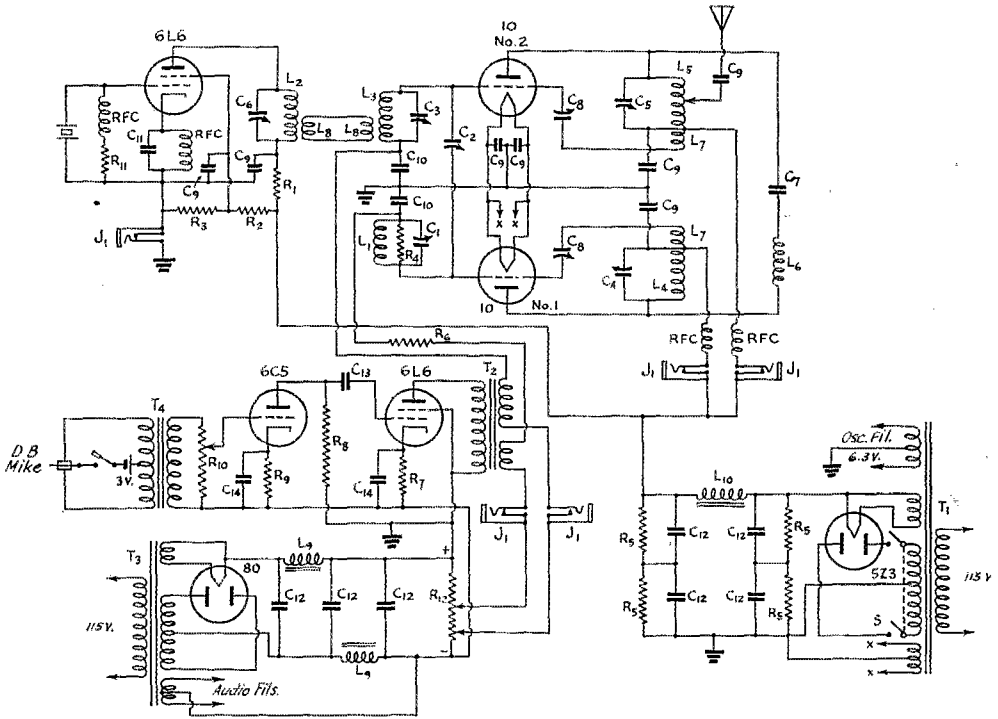 6L6
10
No.2
RFC
R11
C11
RFC
C9
C9
C6
L2
R1
L8
L8
L3
C3
C10
C10
C2
C9
C9
x
x
C8
C5
L5
L7
C9
C9
C9
C7
L6
R3
R2
J1
L1
R4
C1
10
No.1
C8
C4
L4
L7
RFC
RFC
J1
J1
R6
6C5
C13
6L6
T2
T4
D B
Mike
3V.
R10
C14
R9
R8
C14
R7
J1
J1
T3
115V.
80
L9
C12
C12
C12
+
R12
-
L9
Audio Fils.
Osc. Fil.
6.3V.
L10
R5
R5
C12
C12
C12
C12
R5
R5
5Z3
S
T1
115V
x
x